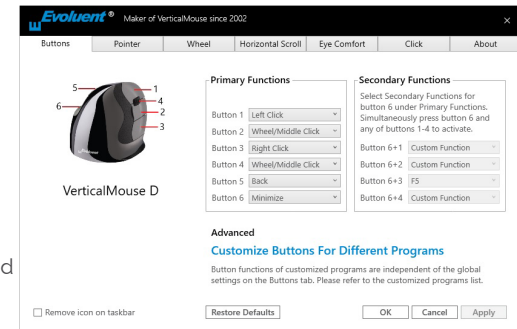 Evoluent ® Maker of VerticalMouse since 2002 ×
Buttons Pointer Wheel Horizontal Scroll Eye Comfort Click About
5 1
6 4
2
3
VerticalMouse D
d
Primary Functions
Button 1 Left Click
Button 2 Wheel/Middle Click
Button 3 Right Click
Button 4 Wheel/Middle Click
Button 5 Back
Button 6 Minimize
Secondary Functions
Select Secondary Functions for
button 6 under Primary Functions.
Simultaneously press button 6 and
any of buttons 1-4 to activate.
Button 6+1 Custom Function
Button 6+2 Custom Function
Button 6+3 F5
Button 6+4 Custom Function
Advanced
Customize Buttons For Different Programs
Button functions of customized programs are independent of the global
settings on the Buttons tab. Please refer to the customized programs list.
Remove icon on taskbar Restore Defaults OK Cancel Apply